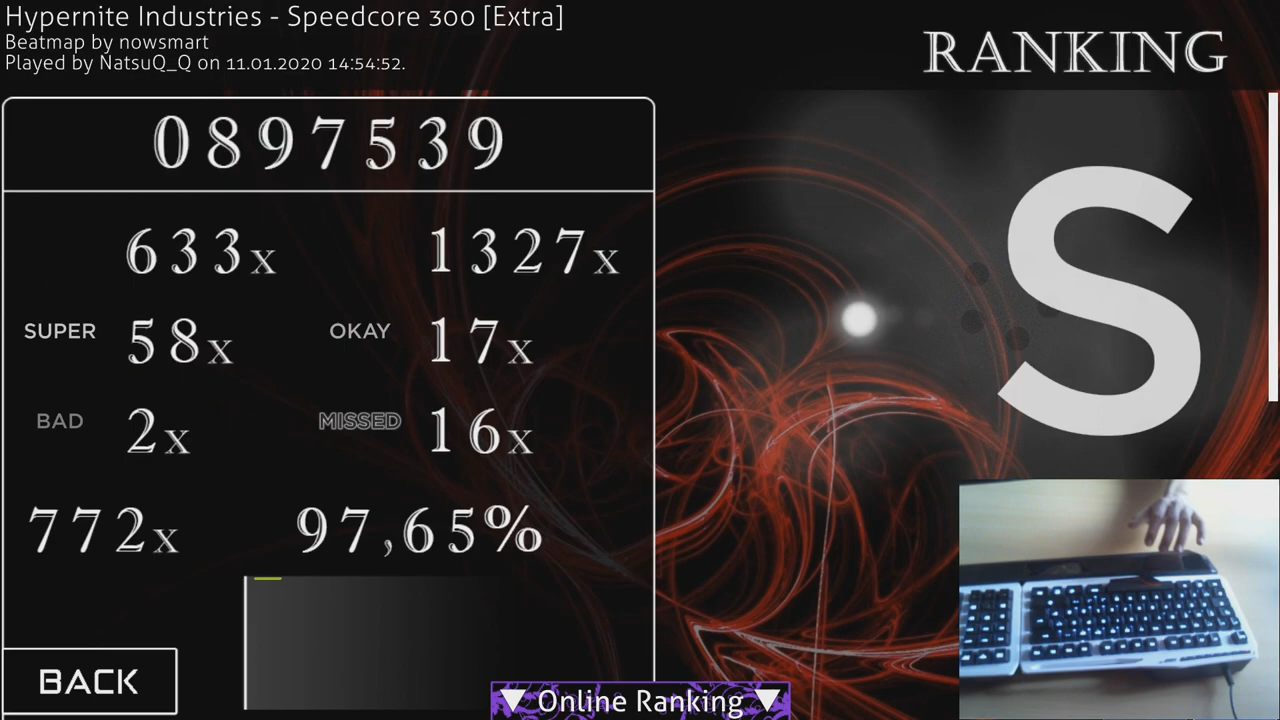 Hypernite Industries - Speedcore 300 [Extra]
Beatmap by nowsmart
Played by NatsuQ_Q on 11.01.2020 14:54:52.
RANKING
0897539
633x 1327x
SUPER 58x OKAY 17x
BAD 2x MISSED 16x
772x 97,65%
S
BACK
Online Ranking